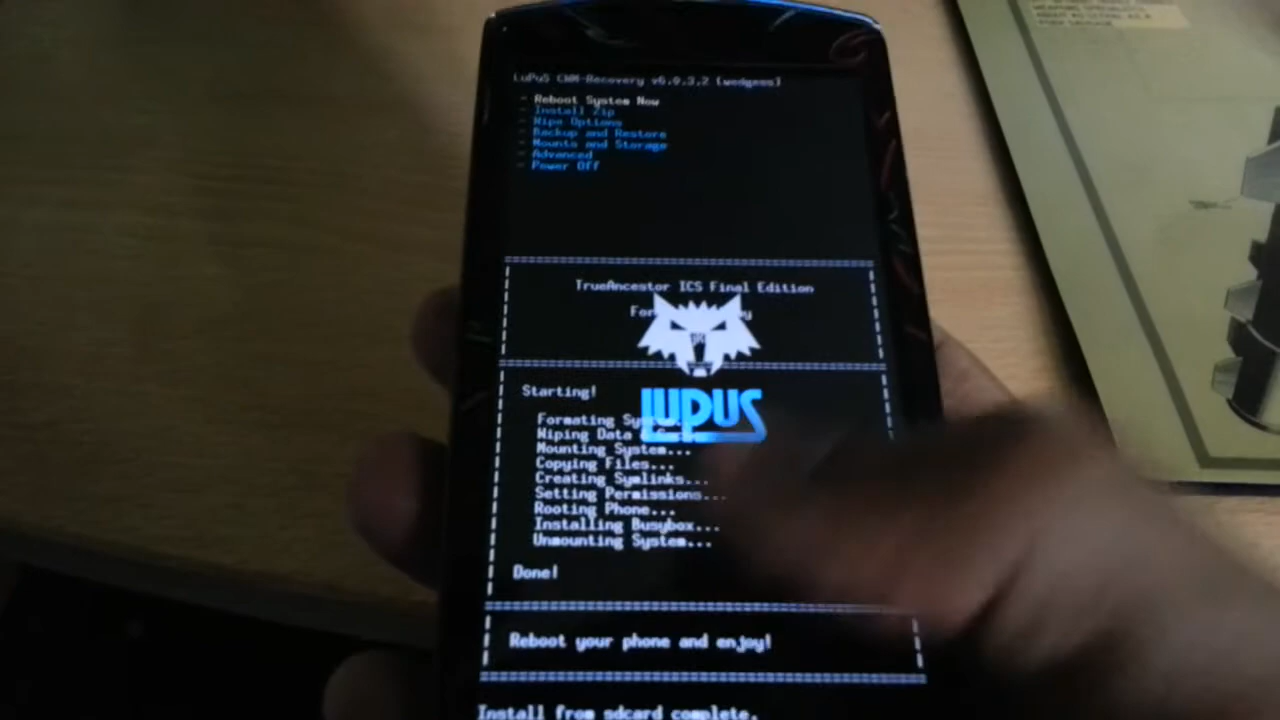 LuPuS CWM-Recovery v6.0.3.2 [wedgess]
- Reboot System Now
- Install Zip
- Wipe Options
- Backup and Restore
- Mounts and Storage
- Advanced
- Power Off
TrueAncestor ICS Final Edition
LUPUS
Starting!
Formating
Wiping Data
Mounting System...
Copying Files...
Creating Symlinks...
Setting Permissions...
Rooting Phone...
Installing Busybox...
Unmounting System...
Done!
Reboot your phone and enjoy!
Install from sdcard complete.